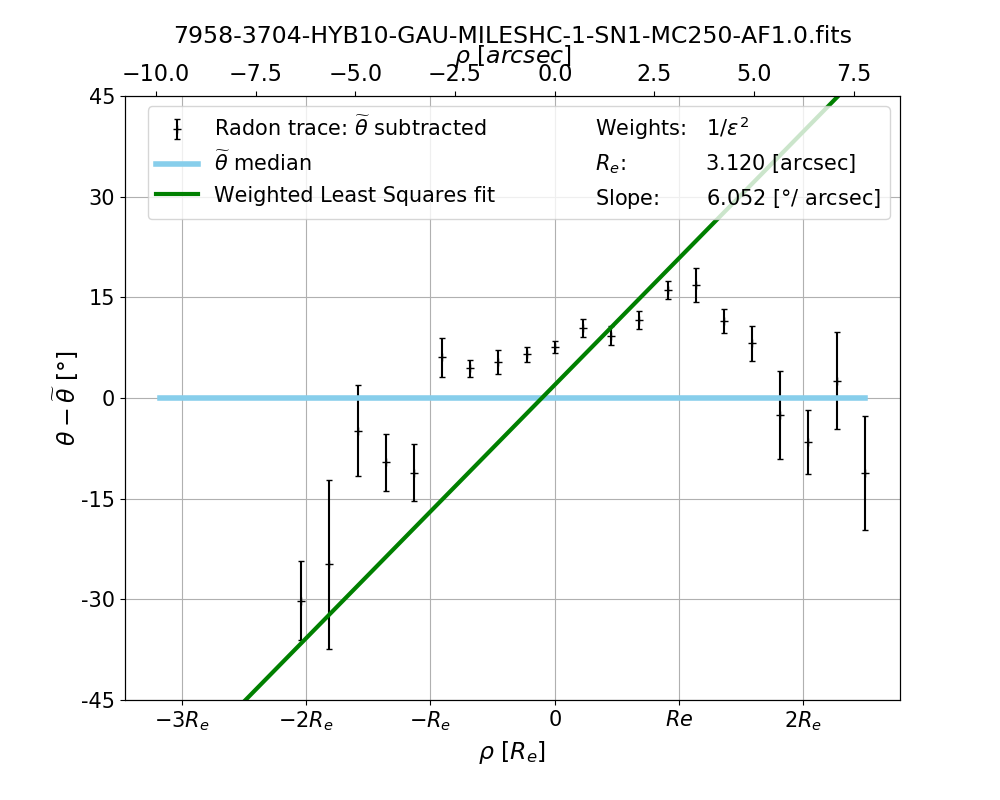 7958-3704-HYB10-GAU-MILESHC-1-SN1-MC250-AF1.0.fits
ρ [arcsec]
−10.0 −7.5 −5.0 −2.5 0.0 2.5 5.0 7.5
Radon trace: θ̃ subtracted
θ̃ median
Weighted Least Squares fit
Weights: 1/ε²
Rₑ: 3.120 [arcsec]
Slope: 6.052 [°/ arcsec]
45
30
15
0
-15
-30
-45
θ − θ̃ [°]
−3Rₑ −2Rₑ −Rₑ 0 Re 2Rₑ
ρ [Rₑ]